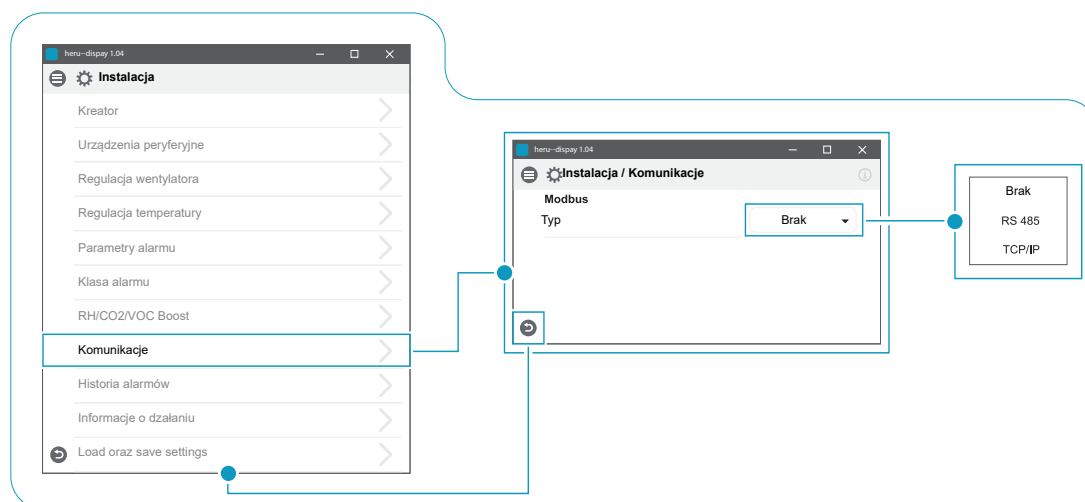 heru--dispay 1.04
Instalacja
Kreator
Urządzenia peryferyjne
Regulacja wentylatora
Regulacja temperatury
Parametry alarmu
Klasa alarmu
RH/CO2/VOC Boost
Komunikacje
Historia alarmów
Informacje o dzałaniu
Load oraz save settings
heru--dispay 1.04
Instalacja / Komunikacje
Modbus
Typ Brak
Brak
RS 485
TCP/IP